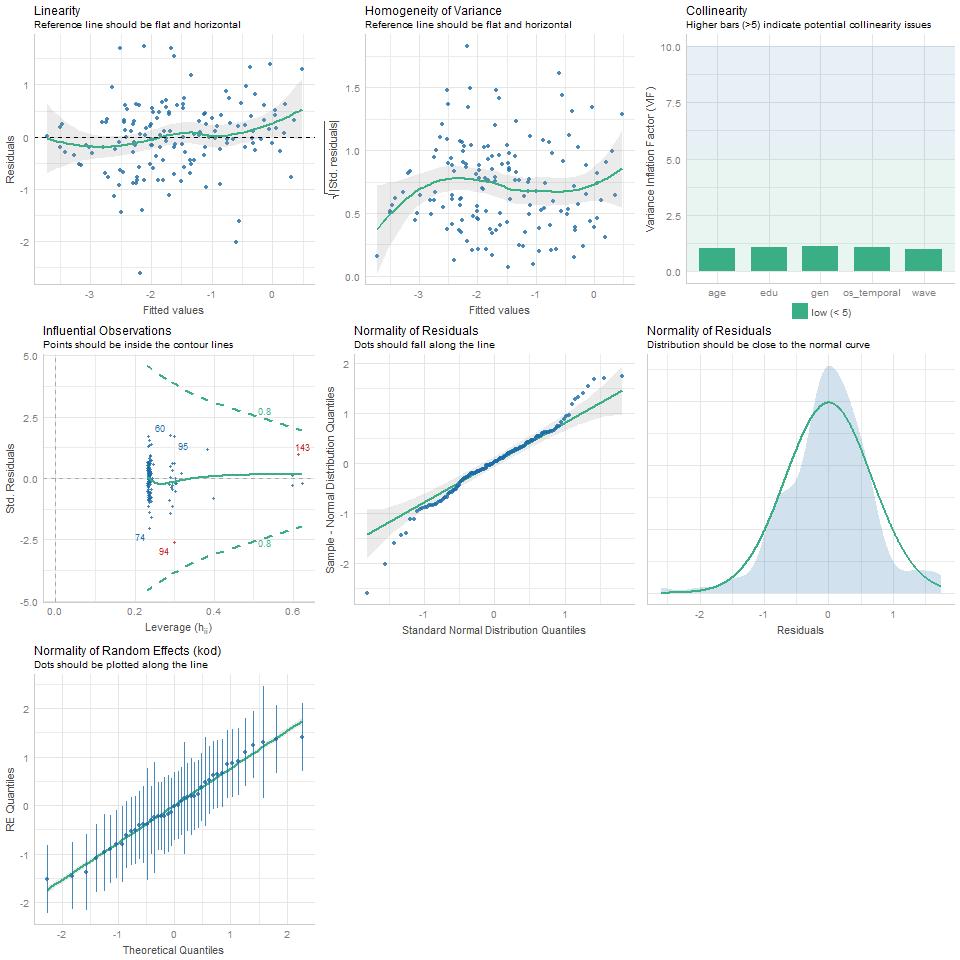 Linearity
Reference line should be flat and horizontal
Residuals
1
0
-1
-2
-3
-2
-1
0
Fitted values
Homogeneity of Variance
Reference line should be flat and horizontal
√|Std. residuals|
1.5
1.0
0.5
0.0
-3
-2
-1
0
Fitted values
Collinearity
Higher bars (>5) indicate potential collinearity issues
Variance Inflation Factor (VIF)
10.0
7.5
5.0
2.5
0.0
age
edu
gen
os_temporal
wave
low (< 5)
Influential Observations
Points should be inside the contour lines
Std. Residuals
5.0
2.5
0.0
-2.5
-5.0
0.8
60
95
143
74
94
0.8
0.0
0.2
0.4
0.6
Leverage (hii)
Normality of Residuals
Dots should fall along the line
Sample - Normal Distribution Quantiles
2
1
0
-1
-2
-1
0
1
Standard Normal Distribution Quantiles
Normality of Residuals
Distribution should be close to the normal curve
-2
-1
0
1
Residuals
Normality of Random Effects (kod)
Dots should be plotted along the line
RE Quantiles
2
1
0
-1
-2
-2
-1
0
1
2
Theoretical Quantiles